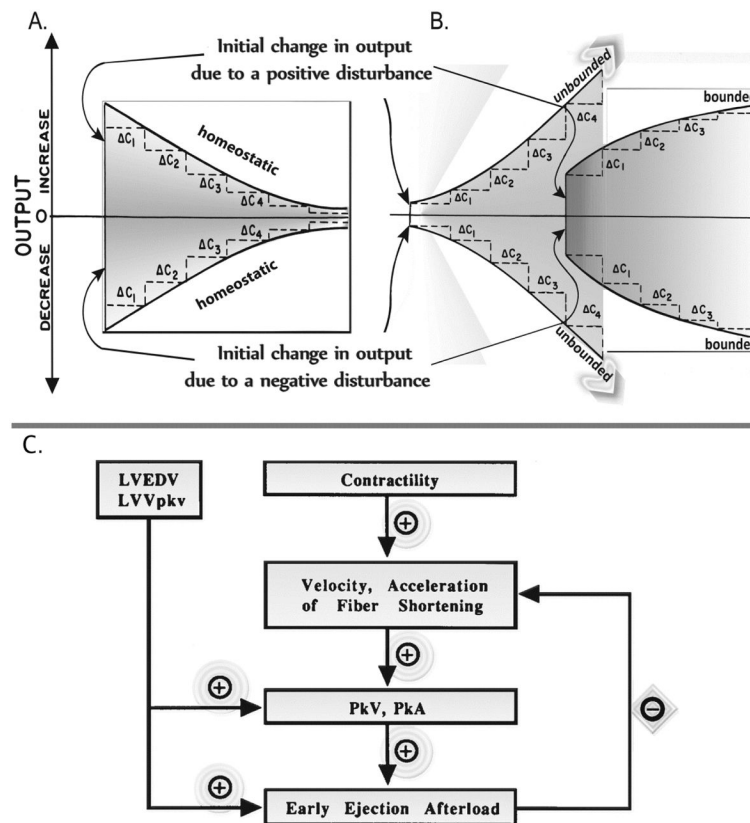 A.
B.
Initial change in output
due to a positive disturbance
OUTPUT
INCREASE
0
DECREASE
homeostatic
ΔC1
ΔC2
ΔC3
ΔC4
ΔC1
ΔC2
ΔC3
ΔC4
homeostatic
unbounded
ΔC1
ΔC2
ΔC3
ΔC4
ΔC1
ΔC2
ΔC3
ΔC4
unbounded
bounded
ΔC1
ΔC2
ΔC3
ΔC1
ΔC2
ΔC3
bounded
Initial change in output
due to a negative disturbance
C.
LVEDV
LVVpkv
Contractility
+
Velocity, Acceleration
of Fiber Shortening
+
+
PkV, PkA
−
+
+
Early Ejection Afterload